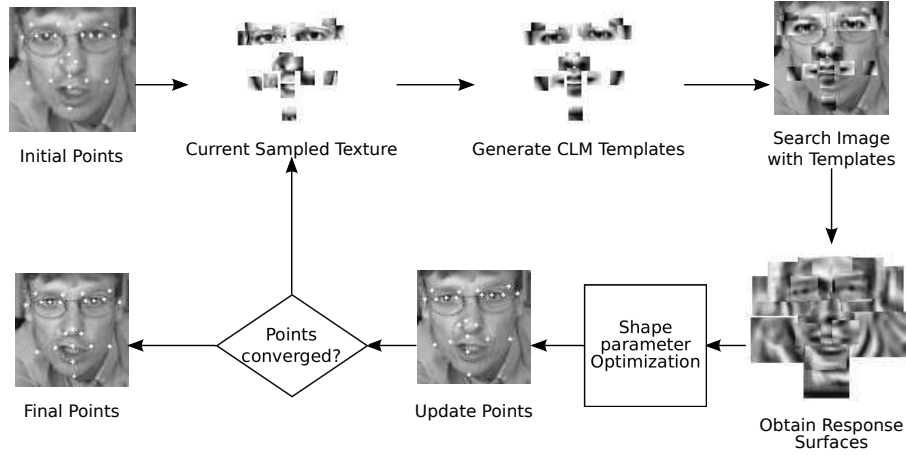 Initial Points
Current Sampled Texture
Generate CLM Templates
Search Image
with Templates
Obtain Response
Surfaces
Shape
parameter
Optimization
Update Points
Points
converged?
Final Points